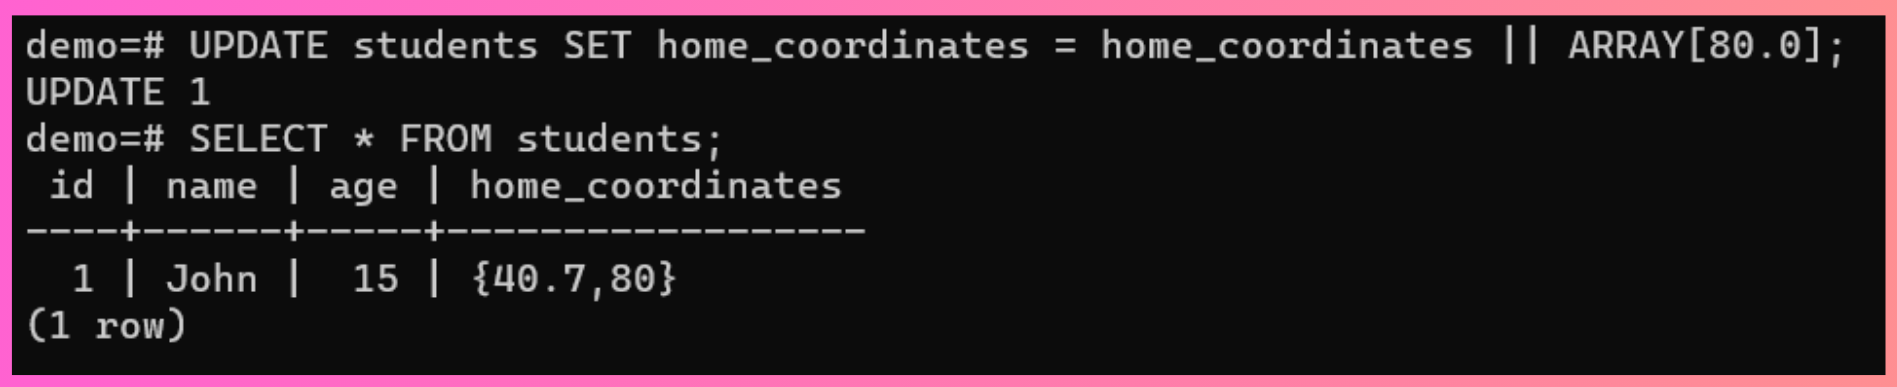 demo=# UPDATE students SET home_coordinates = home_coordinates || ARRAY[80.0];
UPDATE 1
demo=# SELECT * FROM students;
 id | name | age | home_coordinates
----+------+-----+------------------
  1 | John |  15 | {40.7,80}
(1 row)